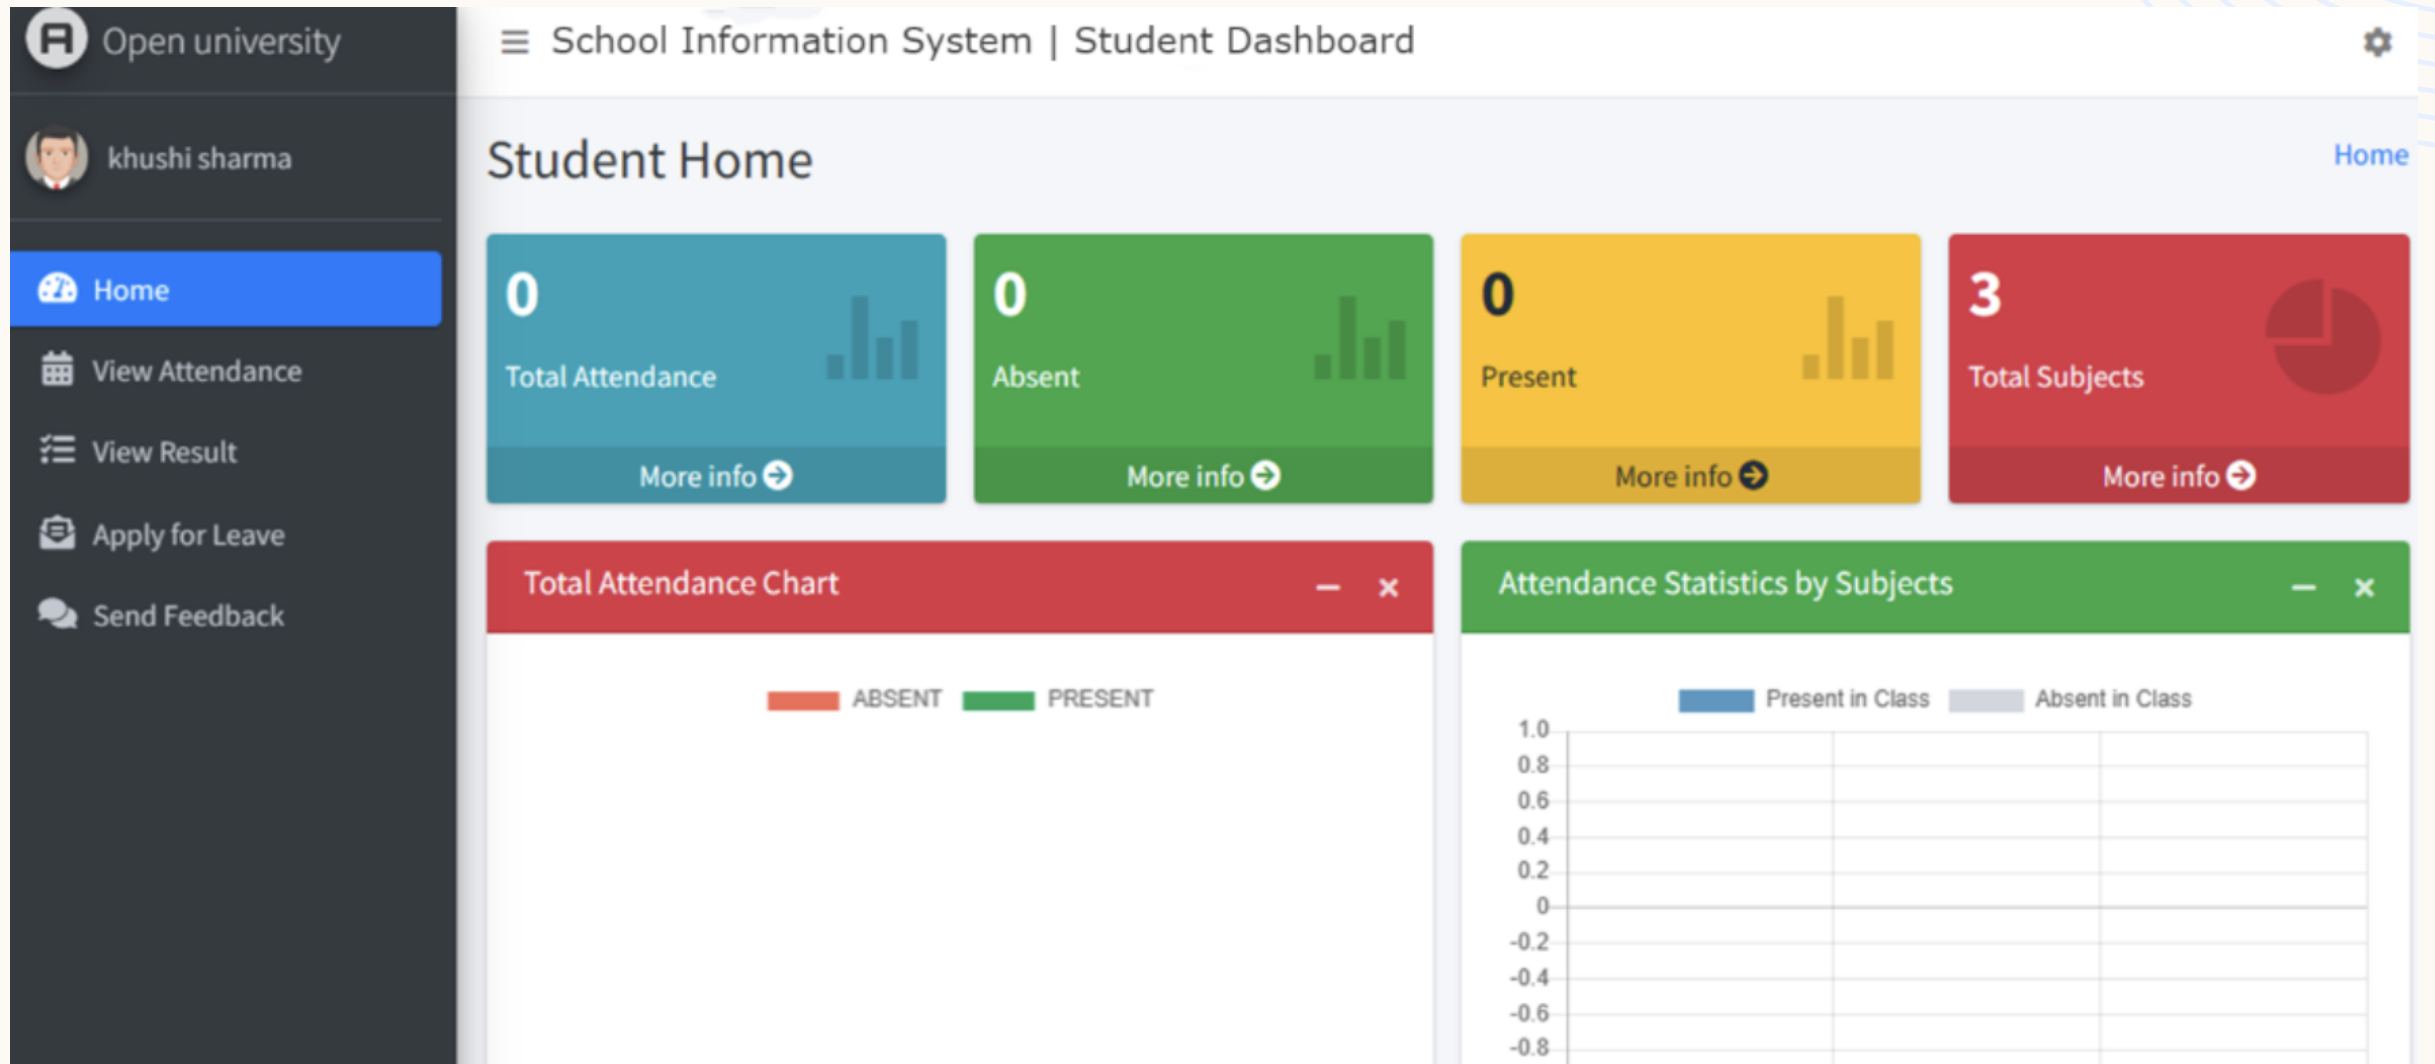 Open university
School Information System | Student Dashboard
khushi sharma
Student Home
Home
Home
View Attendance
View Result
Apply for Leave
Send Feedback
0
Total Attendance
More info
0
Absent
More info
0
Present
More info
3
Total Subjects
More info
Total Attendance Chart
ABSENT PRESENT
Attendance Statistics by Subjects
Present in Class Absent in Class
1.0
0.8
0.6
0.4
0.2
0
-0.2
-0.4
-0.6
-0.8